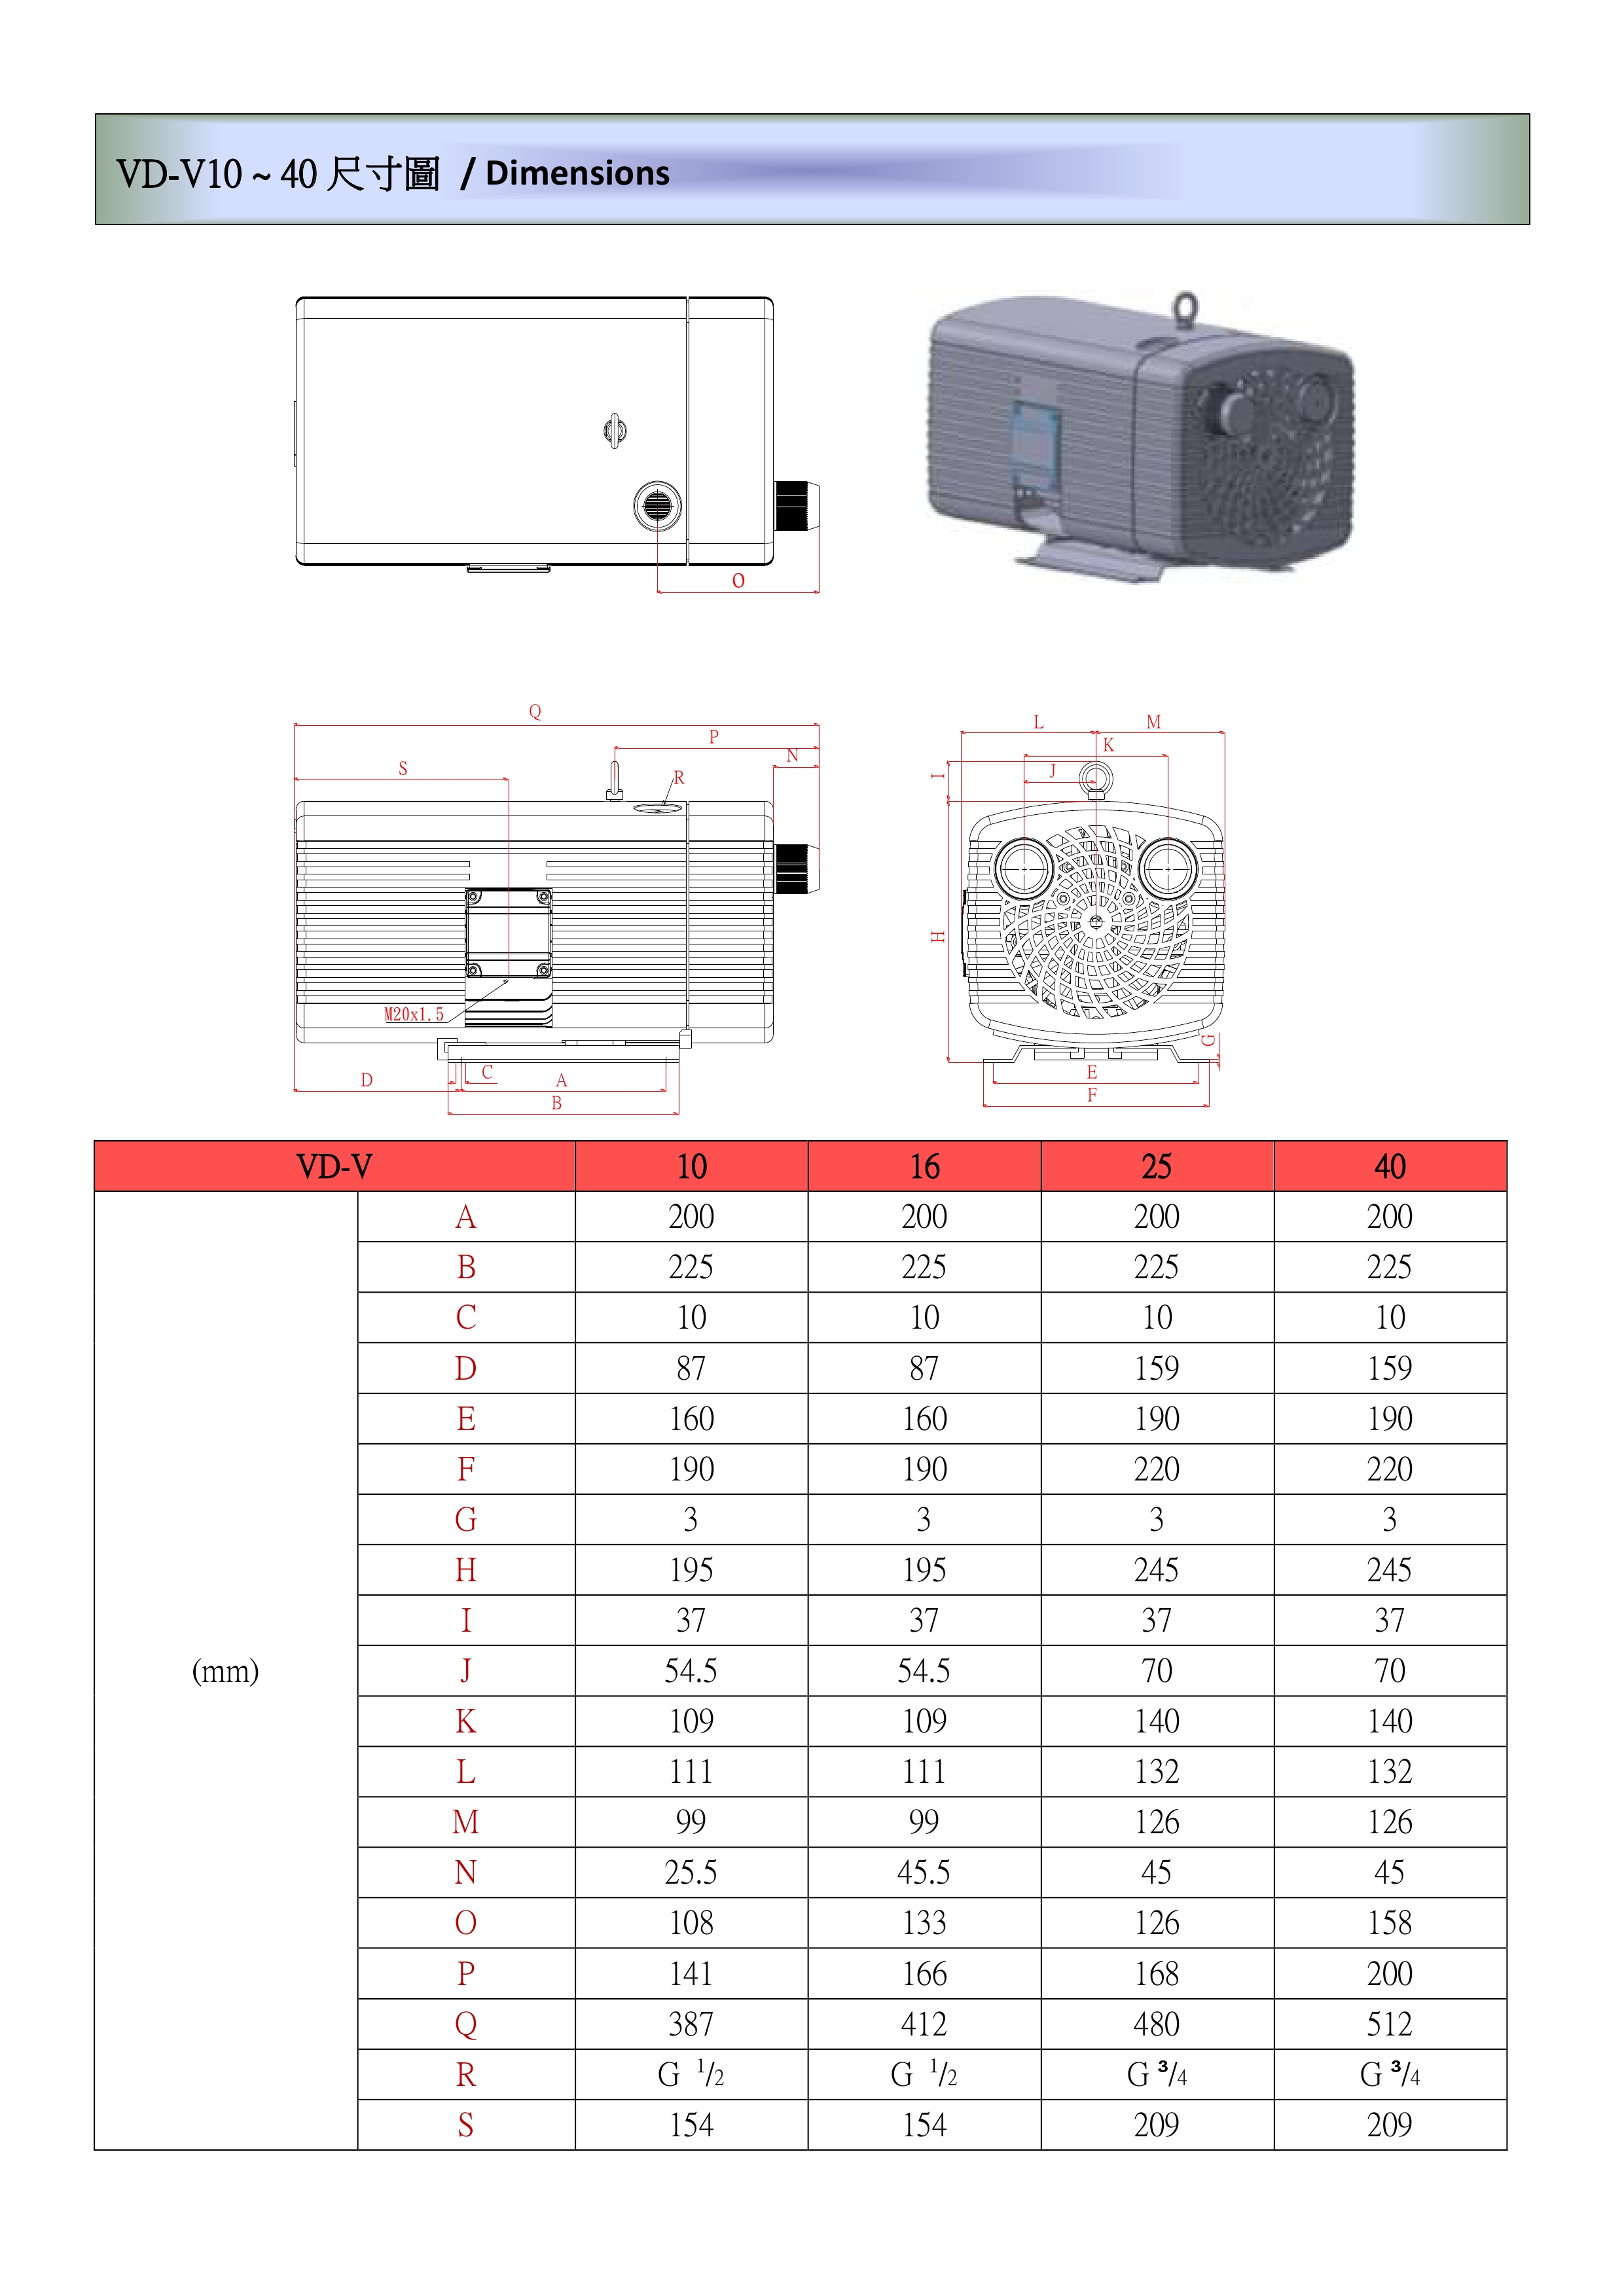 VD-V10 ~ 40 尺寸圖 / Dimensions
O
Q
P
N
S
R
M20x1.5
D
C
A
B
L
M
K
J
I
H
G
E
F
VD-V 10 16 25 40
(mm)
A 200 200 200 200
B 225 225 225 225
C 10 10 10 10
D 87 87 159 159
E 160 160 190 190
F 190 190 220 220
G 3 3 3 3
H 195 195 245 245
I 37 37 37 37
J 54.5 54.5 70 70
K 109 109 140 140
L 111 111 132 132
M 99 99 126 126
N 25.5 45.5 45 45
O 108 133 126 158
P 141 166 168 200
Q 387 412 480 512
R G 1/2 G 1/2 G 3/4 G 3/4
S 154 154 209 209